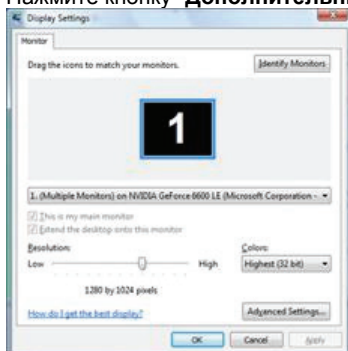 Нажмите кнопку "Дополнительн
Display Settings
Monitor
Drag the icons to match your monitors.
Identify Monitors
1
1. (Multiple Monitors) on NVIDIA GeForce 6600 LE (Microsoft Corporation -
This is my main monitor
Extend the desktop onto this monitor
Resolution:
Colors:
Low
High
Highest (32 bit)
1280 by 1024 pixels
How do I get the best display?
Advanced Settings...
OK
Cancel
Apply